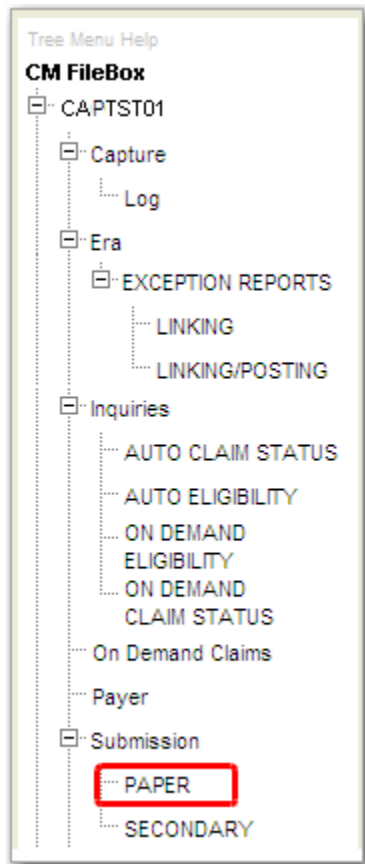 Tree Menu Help
CM FileBox
CAPTST01
Capture
Log
Era
EXCEPTION REPORTS
LINKING
LINKING/POSTING
Inquiries
AUTO CLAIM STATUS
AUTO ELIGIBILITY
ON DEMAND
ELIGIBILITY
ON DEMAND
CLAIM STATUS
On Demand Claims
Payer
Submission
PAPER
SECONDARY